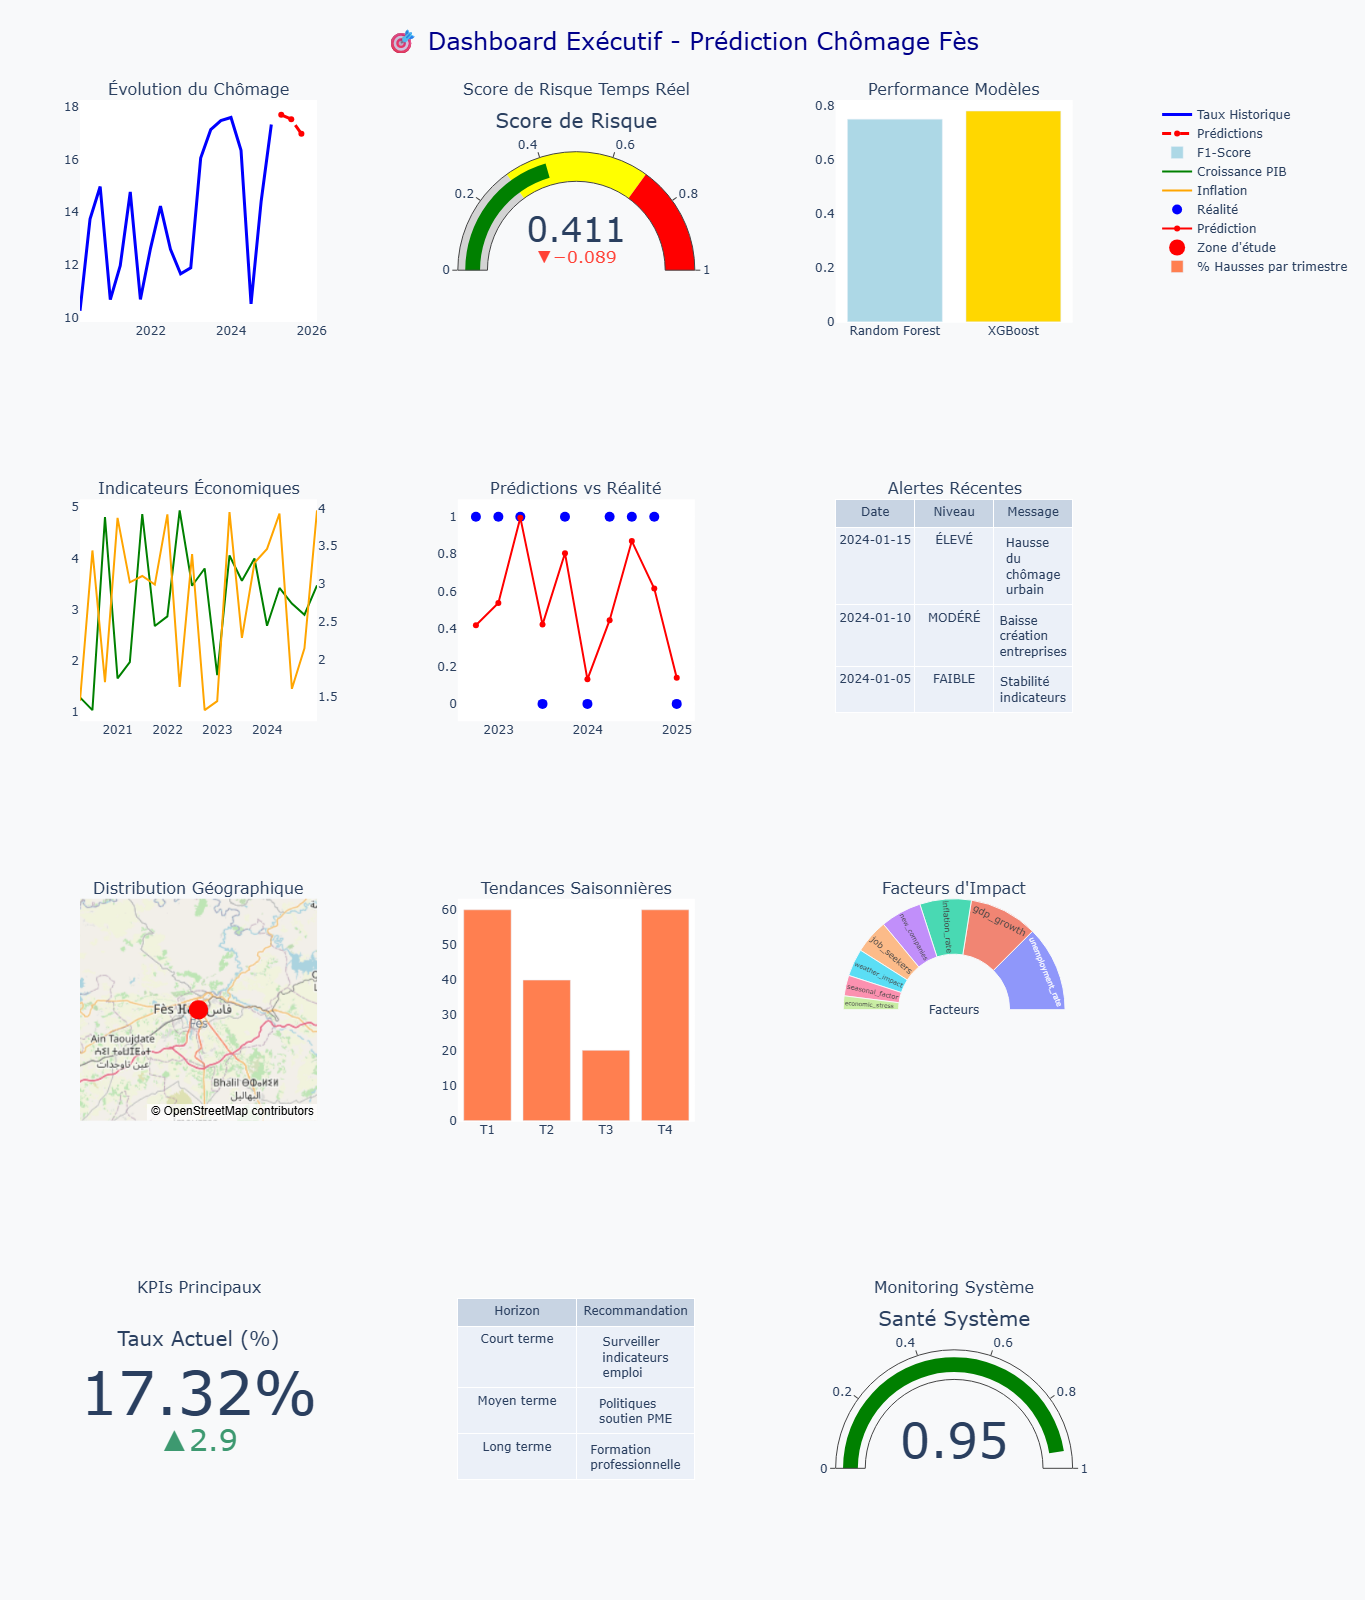 🎯 Dashboard Exécutif - Prédiction Chômage Fès
Évolution du Chômage
18
16
14
12
10
2022
2024
2026
Score de Risque Temps Réel
Score de Risque
0
0.2
0.4
0.6
0.8
1
0.411
▼−0.089
Performance Modèles
0.8
0.6
0.4
0.2
0
Random Forest
XGBoost
Taux Historique
Prédictions
F1-Score
Croissance PIB
Inflation
Réalité
Prédiction
Zone d'étude
% Hausses par trimestre
Indicateurs Économiques
5
4
3
2
1
4
3.5
3
2.5
2
1.5
2021
2022
2023
2024
Prédictions vs Réalité
1
0.8
0.6
0.4
0.2
0
2023
2024
2025
Alertes Récentes
Date
Niveau
Message
2024-01-15
ÉLEVÉ
Hausse
du
chômage
urbain
2024-01-10
MODÉRÉ
Baisse
création
entreprises
2024-01-05
FAIBLE
Stabilité
indicateurs
Distribution Géographique
Fès
فاس
Fès
Ain Taoujdate
عين تاوجدات
Bhalil
البهاليل
© OpenStreetMap contributors
Tendances Saisonnières
60
50
40
30
20
10
0
T1
T2
T3
T4
Facteurs d'Impact
economic_stress
seasonal_factor
weather_impact
job_seekers
new_companies
inflation_rate
gdp_growth
unemployment_rate
Facteurs
KPIs Principaux
Taux Actuel (%)
17.32%
▲2.9
Horizon
Recommandation
Court terme
Surveiller
indicateurs
emploi
Moyen terme
Politiques
soutien PME
Long terme
Formation
professionnelle
Monitoring Système
Santé Système
0
0.2
0.4
0.6
0.8
1
0.95